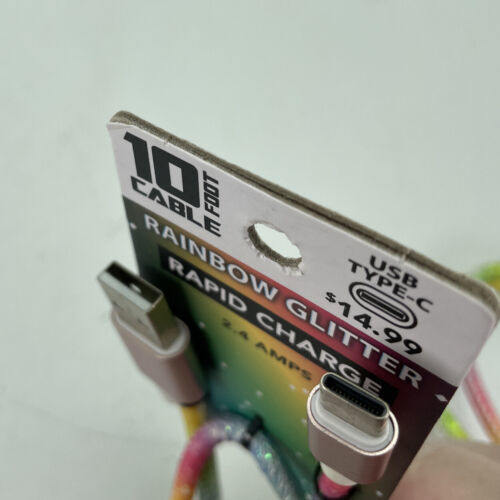 10 FOOT
CABLE
USB
TYPE-C
$14.99
RAINBOW GLITTER
RAPID CHARGE
2.4 AMPS